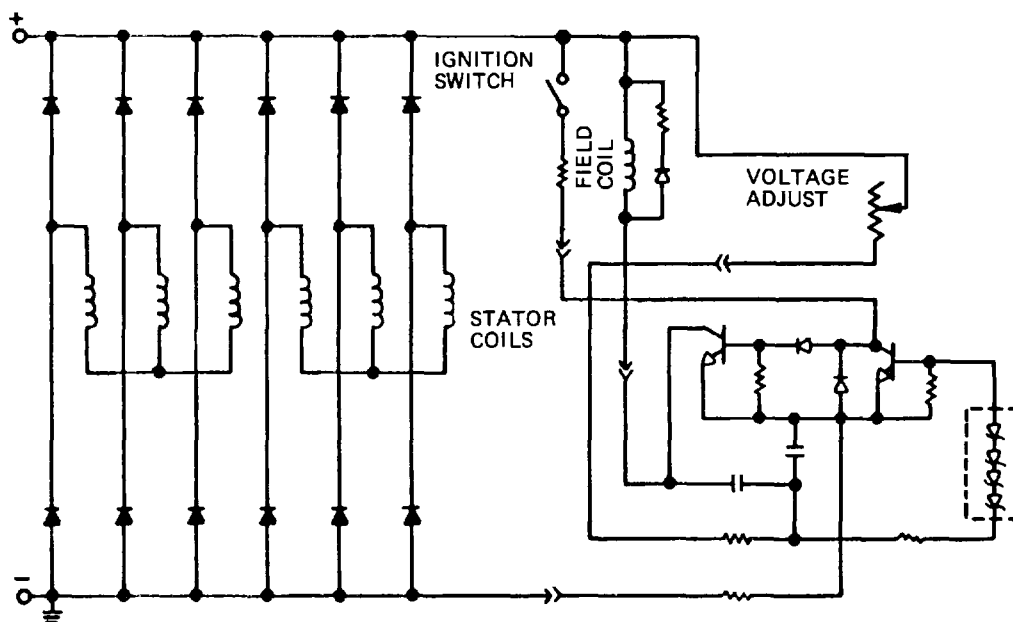 +
IGNITION
SWITCH
FIELD
COIL
VOLTAGE
ADJUST
STATOR
COILS
−